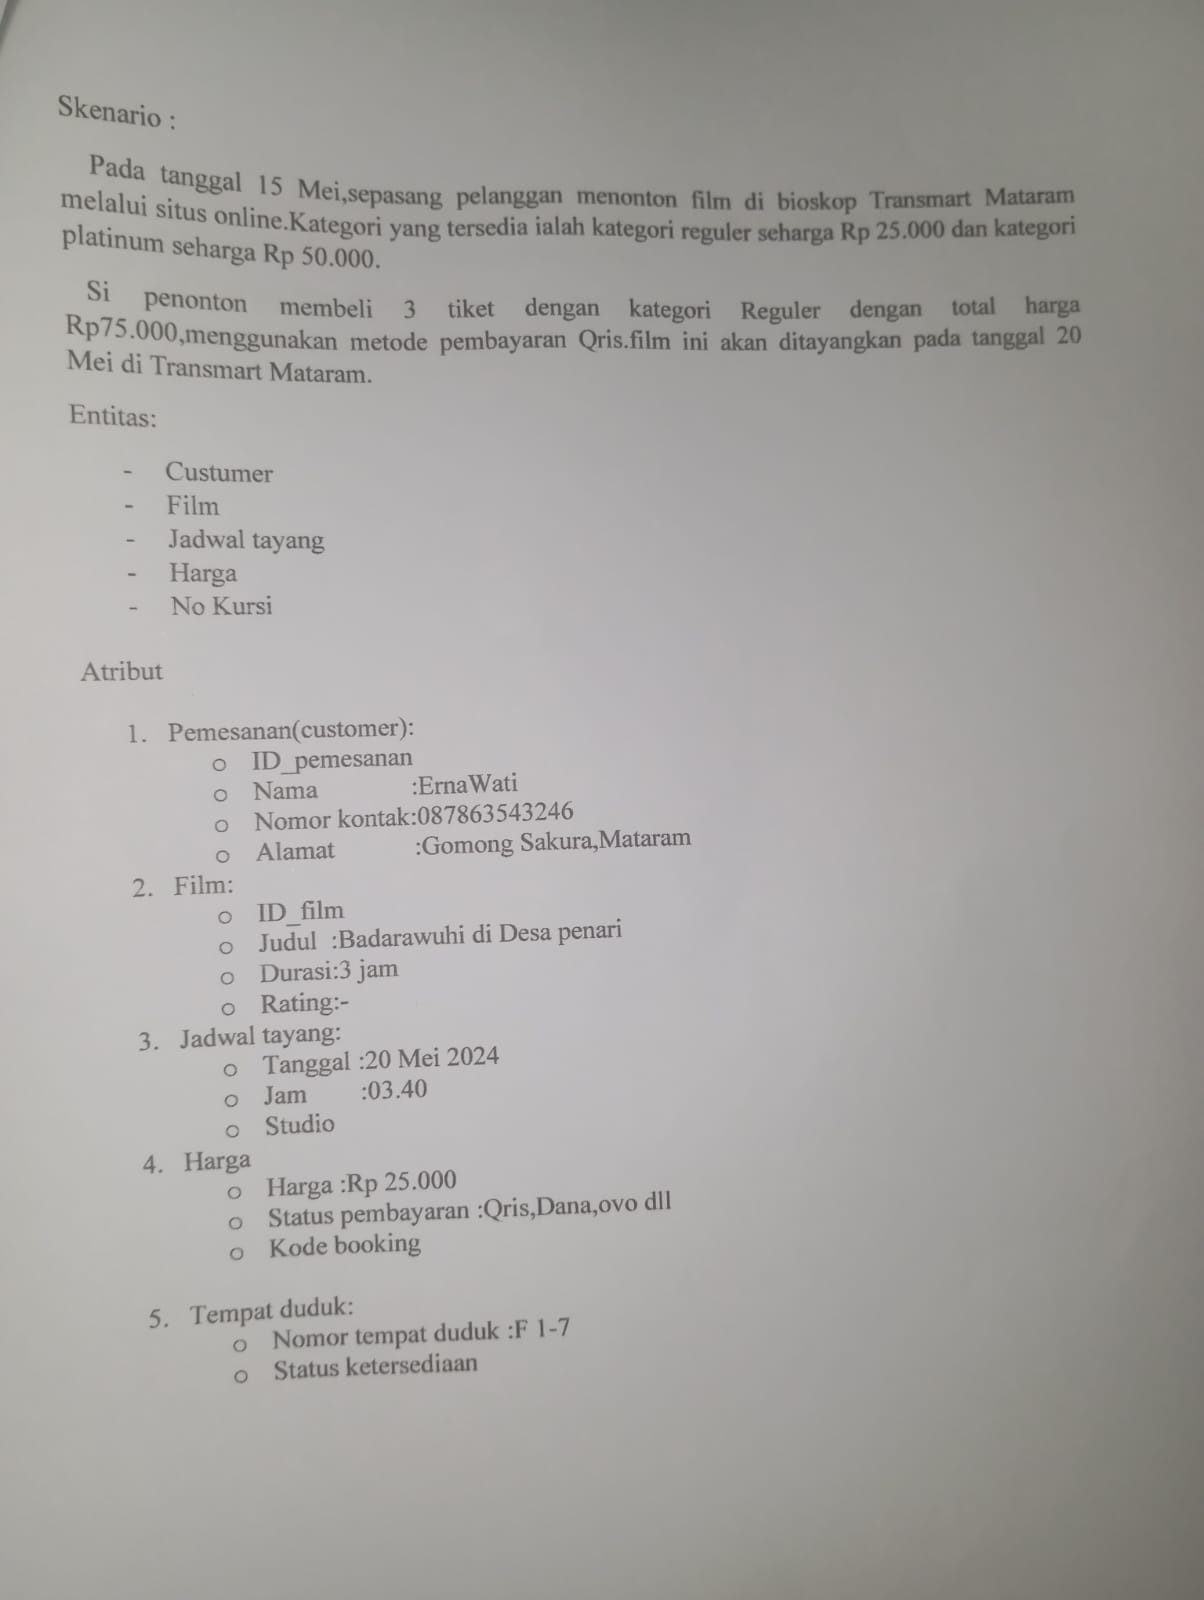 Skenario :
Pada tanggal 15 Mei,sepasang pelanggan menonton film di bioskop Transmart Mataram
melalui situs online.Kategori yang tersedia ialah kategori reguler seharga Rp 25.000 dan kategori
platinum seharga Rp 50.000.
Si penonton membeli 3 tiket dengan kategori Reguler dengan total harga
Rp75.000,menggunakan metode pembayaran Qris.film ini akan ditayangkan pada tanggal 20
Mei di Transmart Mataram.
Entitas:
- Custumer
- Film
- Jadwal tayang
- Harga
- No Kursi
Atribut
1. Pemesanan(customer):
o ID_pemesanan
o Nama :ErnaWati
o Nomor kontak:087863543246
o Alamat :Gomong Sakura,Mataram
2. Film:
o ID_film
o Judul :Badarawuhi di Desa penari
o Durasi:3 jam
o Rating:-
3. Jadwal tayang:
o Tanggal :20 Mei 2024
o Jam :03.40
o Studio
4. Harga
o Harga :Rp 25.000
o Status pembayaran :Qris,Dana,ovo dll
o Kode booking
5. Tempat duduk:
o Nomor tempat duduk :F 1-7
o Status ketersediaan